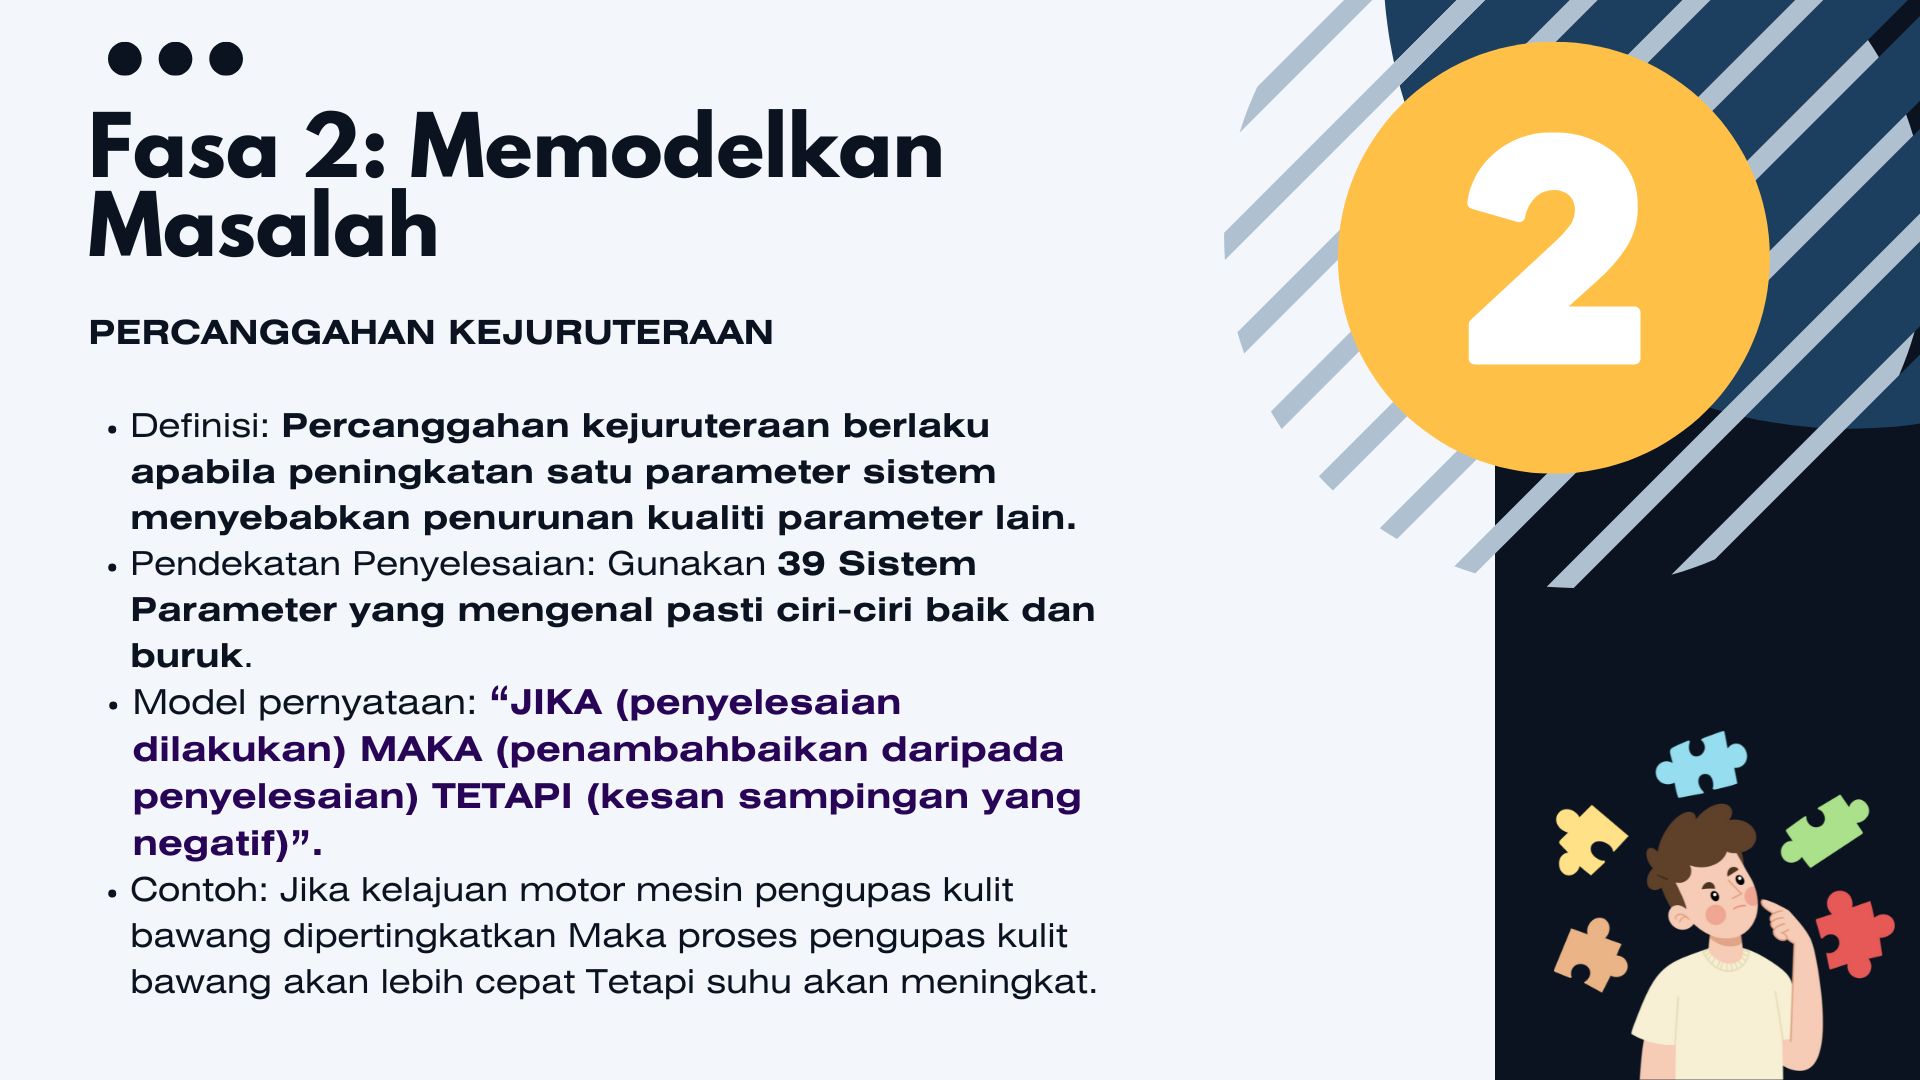 Fasa 2: Memodelkan
Masalah
2
PERCANGGAHAN KEJURUTERAAN
• Definisi: Percanggahan kejuruteraan berlaku
apabila peningkatan satu parameter sistem
menyebabkan penurunan kualiti parameter lain.
• Pendekatan Penyelesaian: Gunakan 39 Sistem
Parameter yang mengenal pasti ciri-ciri baik dan
buruk.
• Model pernyataan: “JIKA (penyelesaian
dilakukan) MAKA (penambahbaikan daripada
penyelesaian) TETAPI (kesan sampingan yang
negatif)”.
• Contoh: Jika kelajuan motor mesin pengupas kulit
bawang dipertingkatkan Maka proses pengupas kulit
bawang akan lebih cepat Tetapi suhu akan meningkat.